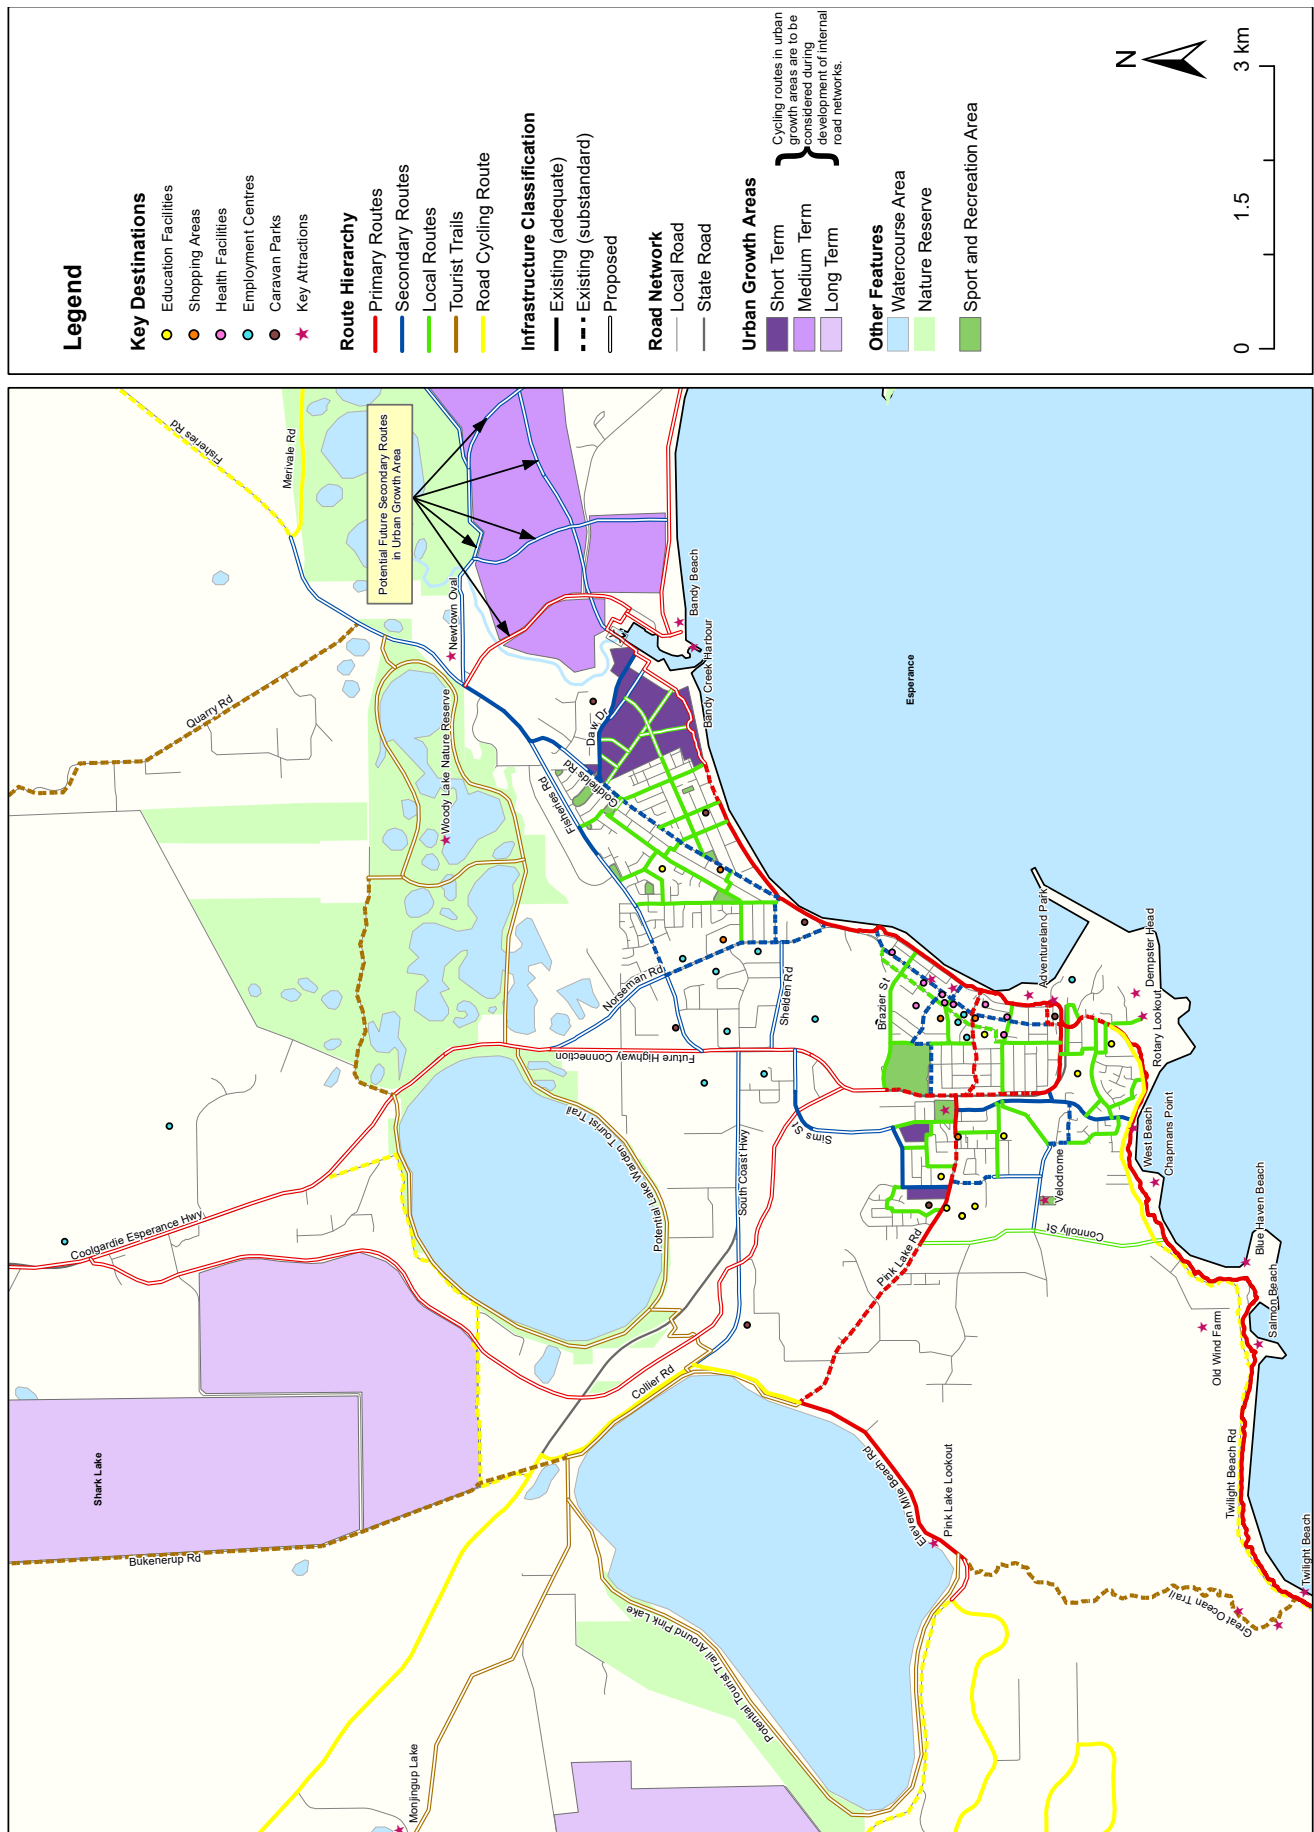 Legend
Key Destinations
Education Facilities
Shopping Areas
Health Facilities
Employment Centres
Caravan Parks
Key Attractions
Route Hierarchy
Primary Routes
Secondary Routes
Local Routes
Tourist Trails
Road Cycling Route
Infrastructure Classification
Existing (adequate)
Existing (substandard)
Proposed
Road Network
Local Road
State Road
Urban Growth Areas
Short Term
Medium Term
Long Term
Cycling routes in urban
growth areas are to be
considered during
development of internal
road networks.
Other Features
Watercourse Area
Nature Reserve
Sport and Recreation Area
N
0
1.5
3 km
Fisheries Rd
Merivale Rd
Potential Future Secondary Routes
in Urban Growth Area
Newtown Oval
Quarry Rd
Woody Lake Nature Reserve
Bandy Beach
Bandy Creek Harbour
Daw Dr
Goldfields Rd
Fisheries Rd
Esperance
Norseman Rd
Shelden Rd
Brazier St
Adventureland Park
Dempster Head
Rotary Lookout
Future Highway Connection
Potential Lake Warden Tourist Trail
Sims St
South Coast Hwy
West Beach
Chapmans Point
Velodrome
Connolly St
Pink Lake Rd
Blue Haven Beach
Salmon Beach
Old Wind Farm
Coolgardie Esperance Hwy
Collier Rd
Shark Lake
Bukenerup Rd
Eleven Mile Beach Rd
Pink Lake Lookout
Twilight Beach Rd
Twilight Beach
Great Ocean Trail
Potential Tourist Trail Around Pink Lake
Monjingup Lake